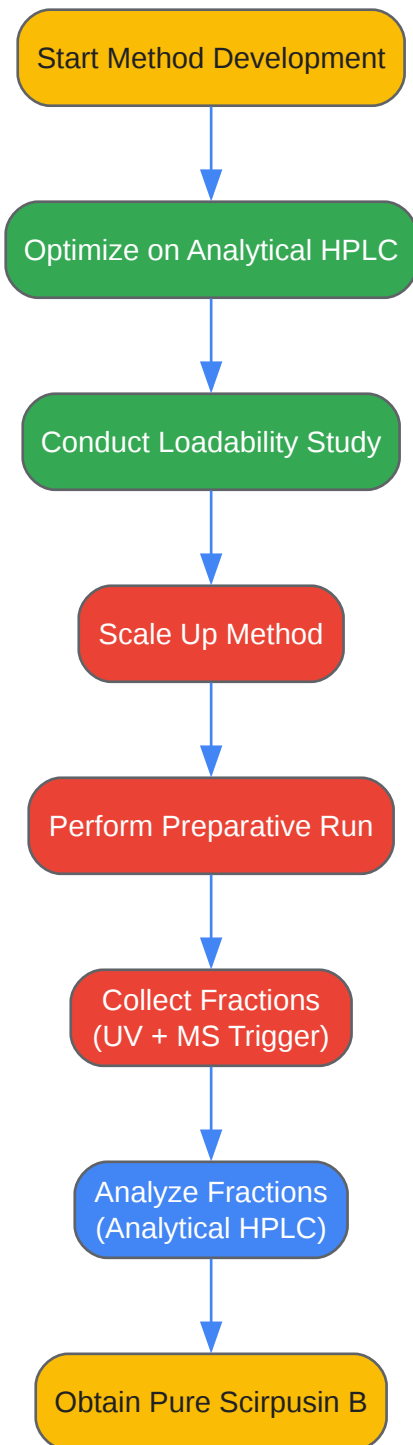 Start Method Development
Optimize on Analytical HPLC
Conduct Loadability Study
Scale Up Method
Perform Preparative Run
Collect Fractions
(UV + MS Trigger)
Analyze Fractions
(Analytical HPLC)
Obtain Pure Scirpusin B